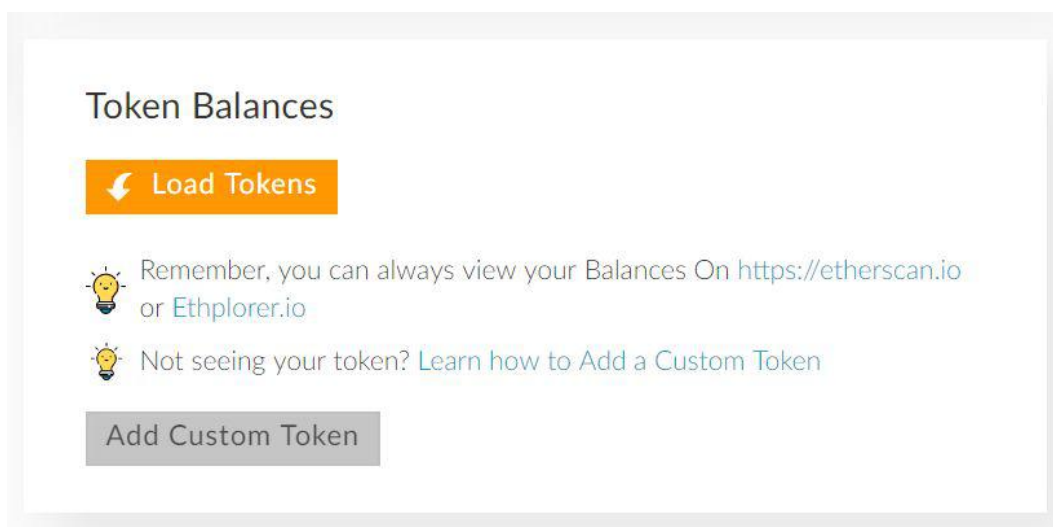 Token Balances
Load Tokens
Remember, you can always view your Balances On https://etherscan.io
or Ethplorer.io
Not seeing your token? Learn how to Add a Custom Token
Add Custom Token